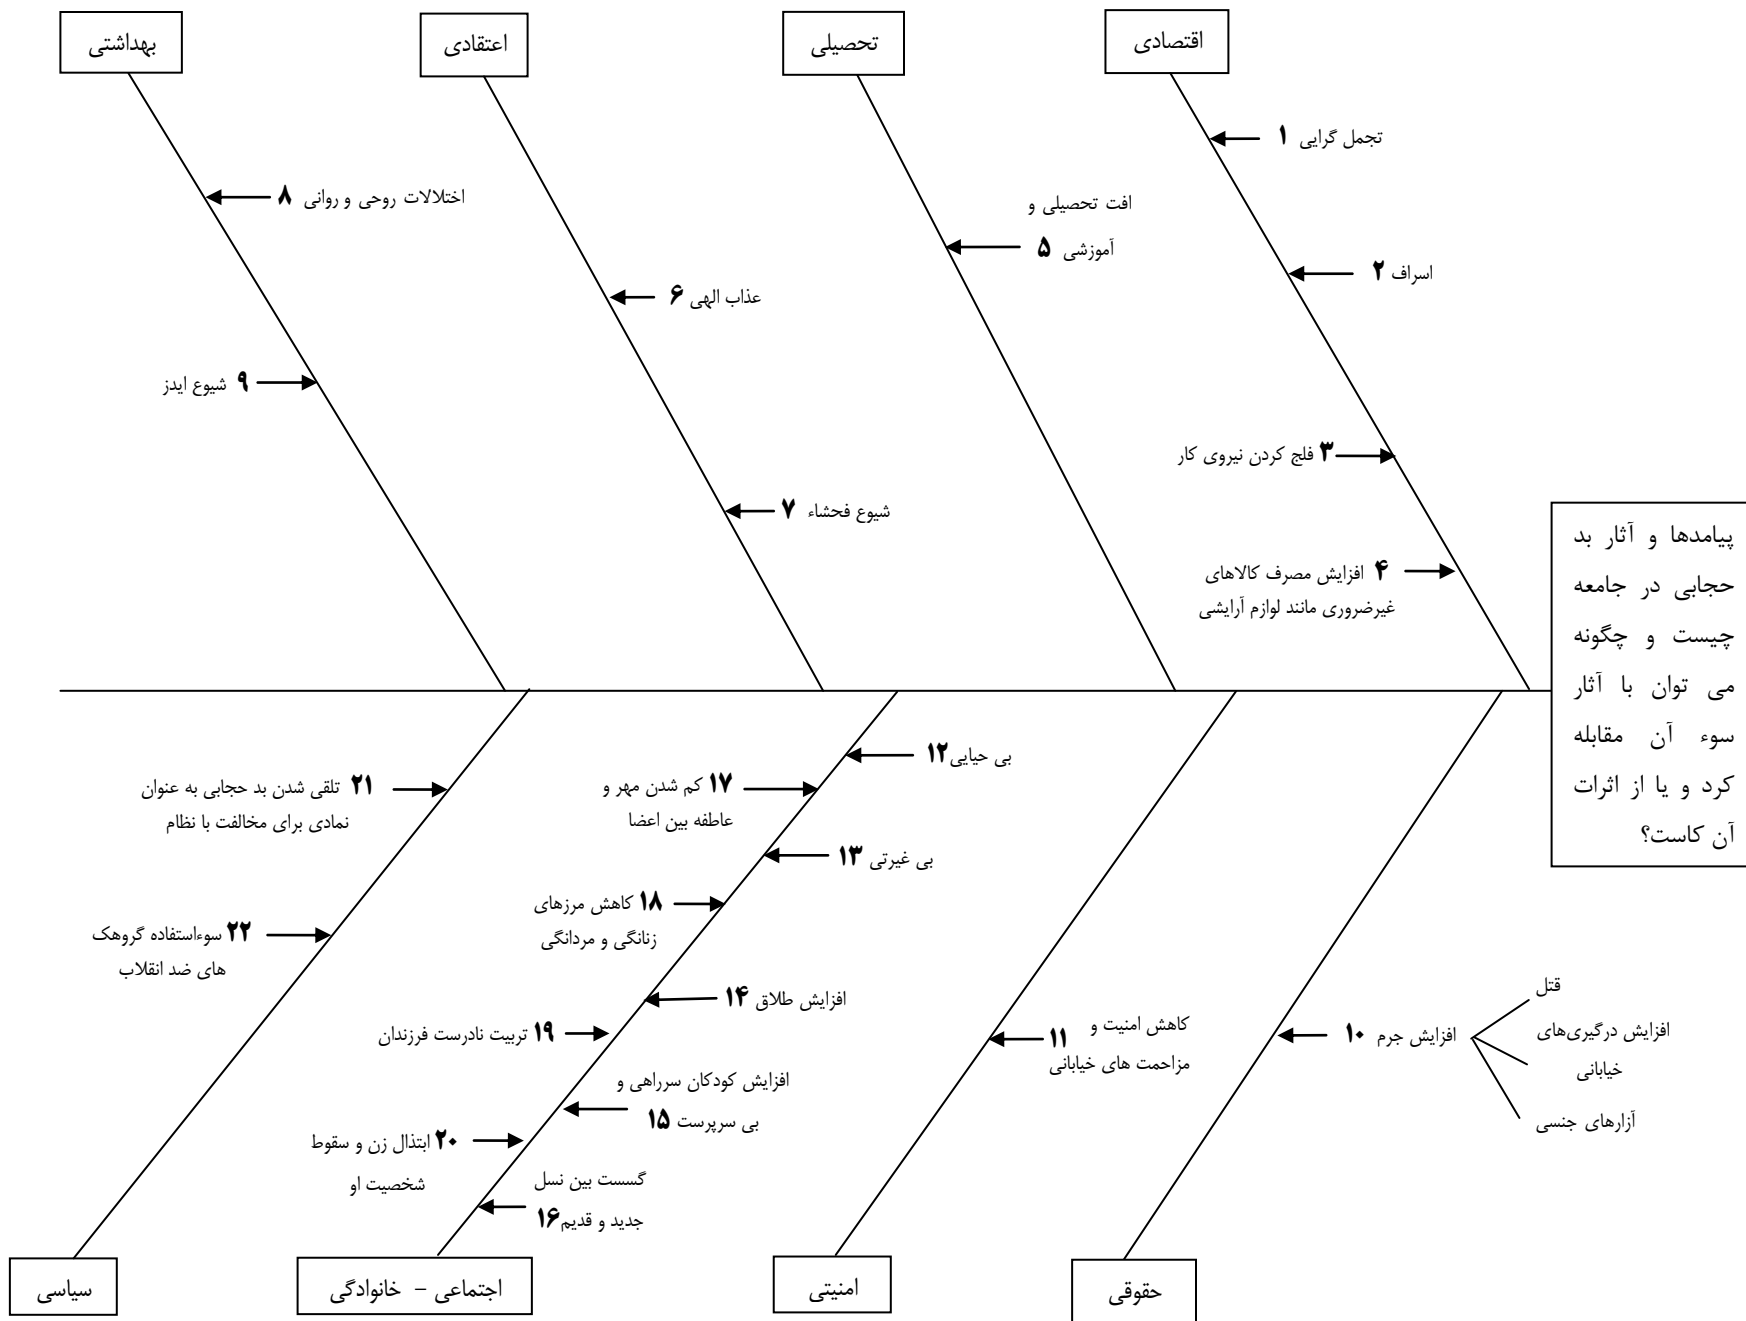 اقتصادی
تحصیلی
اعتقادی
بهداشتی
۱ تجمل گرایی
۲ اسراف
۳ فلج کردن نیروی کار
۴ افزایش مصرف کالاهای
غیرضروری مانند لوازم آرایشی
افت تحصیلی و
۵ آموزشی
۶ عذاب الهی
۷ شیوع فحشاء
۸ اختلالات روحی و روانی
۹ شیوع ایدز
پیامدها و آثار بد
حجابی در جامعه
چیست و چگونه
می توان با آثار
سوء آن مقابله
کرد و یا از اثرات
آن کاست؟
۱۰ افزایش جرم
قتل
افزایش درگیری‌های
خیابانی
آزارهای جنسی
۱۱ کاهش امنیت و
مزاحمت های خیابانی
بی حیایی۱۲
۱۷ کم شدن مهر و
عاطفه بین اعضا
بی غیرتی ۱۳
۱۸ کاهش مرزهای
زنانگی و مردانگی
افزایش طلاق ۱۴
۱۹ تربیت نادرست فرزندان
افزایش کودکان سرراهی و
بی سرپرست ۱۵
۲۰ ابتذال زن و سقوط
شخصیت او
گسست بین نسل
جدید و قدیم۱۶
۲۱ تلقی شدن بد حجابی به عنوان
نمادی برای مخالفت با نظام
۲۲ سوءاستفاده گروهک
های ضد انقلاب
حقوقی
امنیتی
اجتماعی - خانوادگی
سیاسی